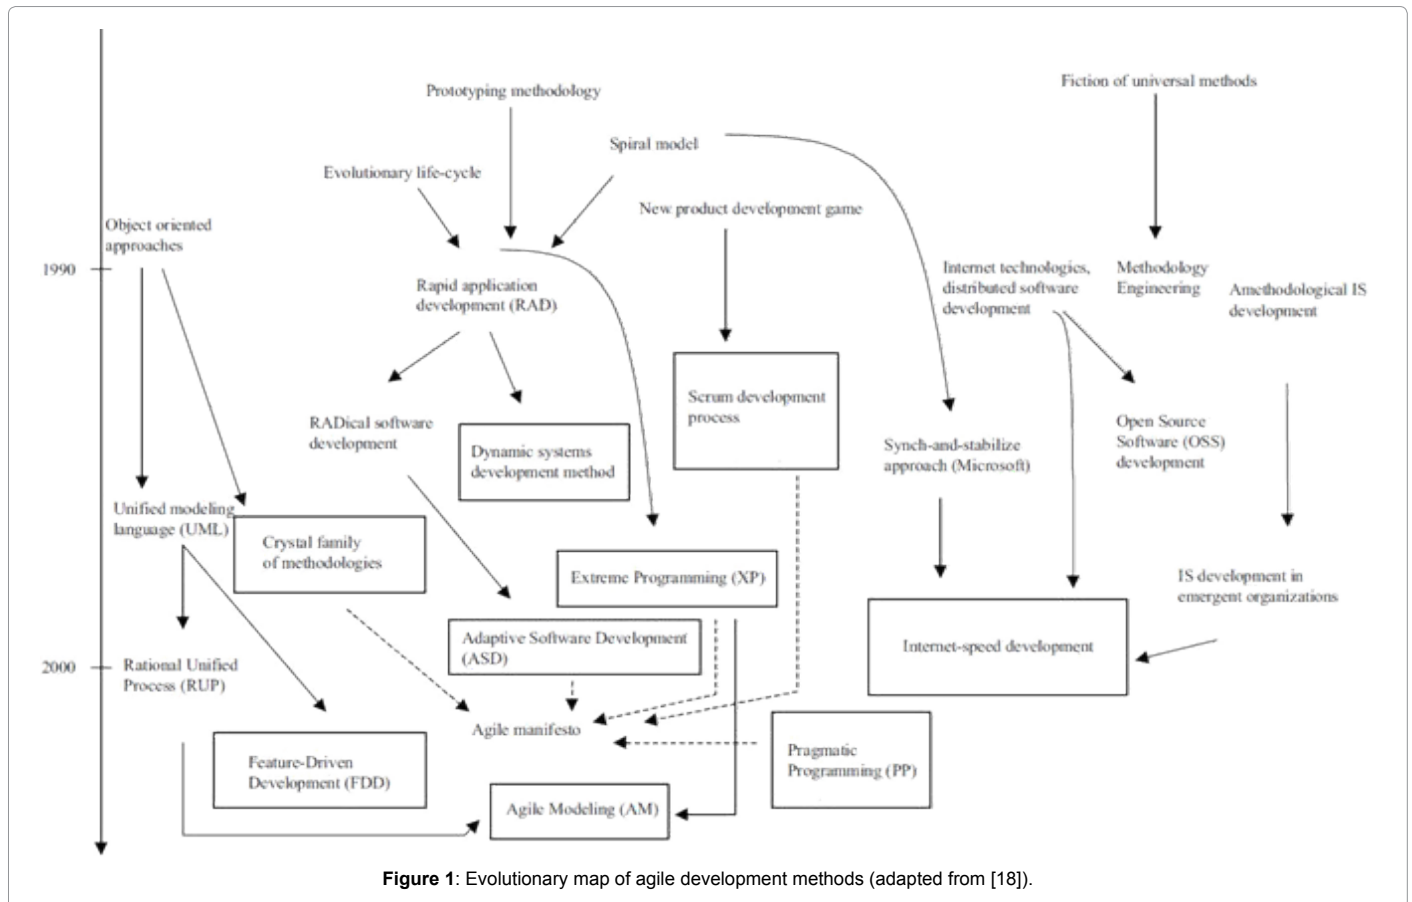 Fiction of universal methods
Prototyping methodology
Spiral model
Evolutionary life-cycle
New product development game
Object oriented
approaches
1990
Internet technologies,
distributed software
development
Methodology
Engineering
Amethodological IS
development
Rapid application
development (RAD)
Scrum development
process
RADical software
development
Dynamic systems
development method
Synch-and-stabilize
approach (Microsoft)
Open Source
Software (OSS)
development
Unified modeling
language (UML)
Crystal family
of methodologies
Extreme Programming (XP)
IS development in
emergent organizations
Adaptive Software Development
(ASD)
Internet-speed development
2000
Rational Unified
Process (RUP)
Agile manifesto
Feature-Driven
Development (FDD)
Pragmatic
Programming (PP)
Agile Modeling (AM)
Figure 1: Evolutionary map of agile development methods (adapted from [18]).